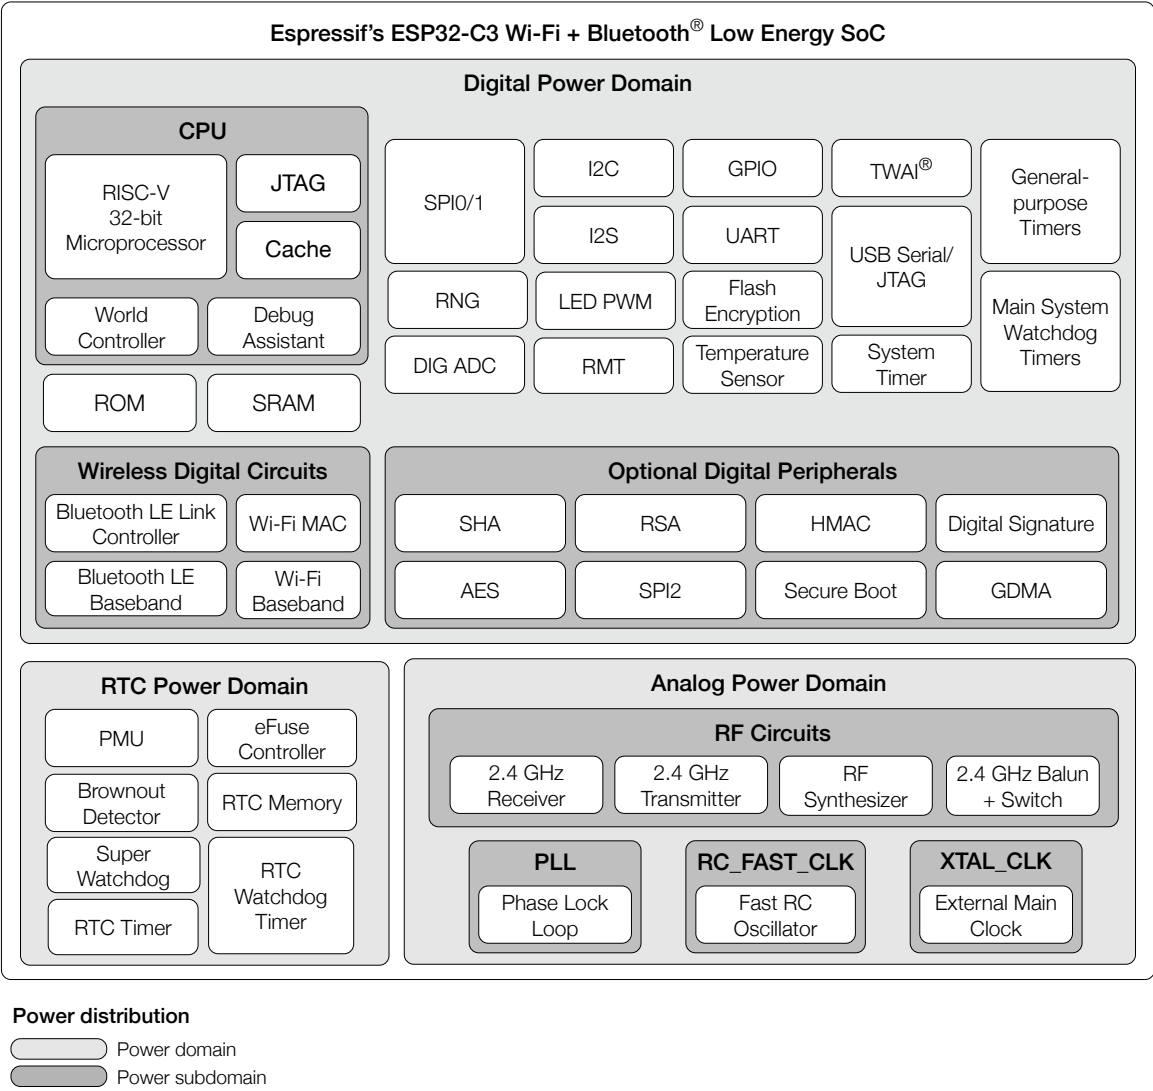 Espressif's ESP32-C3 Wi-Fi + Bluetooth® Low Energy SoC
Digital Power Domain
CPU
RISC-V
32-bit
Microprocessor
JTAG
Cache
World
Controller
Debug
Assistant
ROM
SRAM
SPI0/1
I2C
GPIO
TWAI®
General-
purpose
Timers
I2S
UART
USB Serial/
JTAG
RNG
LED PWM
Flash
Encryption
Main System
Watchdog
Timers
DIG ADC
RMT
Temperature
Sensor
System
Timer
Wireless Digital Circuits
Bluetooth LE Link
Controller
Wi-Fi MAC
Bluetooth LE
Baseband
Wi-Fi
Baseband
Optional Digital Peripherals
SHA
RSA
HMAC
Digital Signature
AES
SPI2
Secure Boot
GDMA
RTC Power Domain
PMU
eFuse
Controller
Brownout
Detector
RTC Memory
Super
Watchdog
RTC
Watchdog
Timer
RTC Timer
Analog Power Domain
RF Circuits
2.4 GHz
Receiver
2.4 GHz
Transmitter
RF
Synthesizer
2.4 GHz Balun
+ Switch
PLL
Phase Lock
Loop
RC_FAST_CLK
Fast RC
Oscillator
XTAL_CLK
External Main
Clock
Power distribution
Power domain
Power subdomain